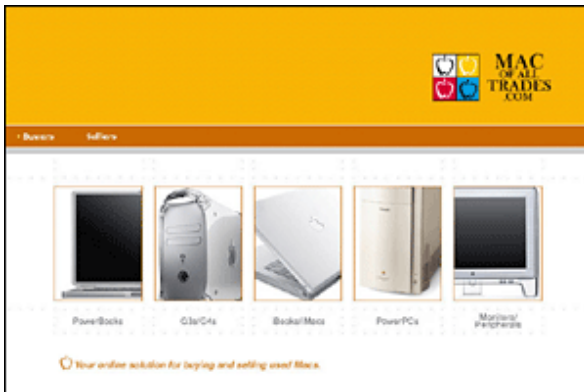 MAC
OF ALL
TRADES
.COM
Buyers
Sellers
PowerBooks
G3s/G4s
iBooks/iMacs
PowerPCs
Monitors/
Peripherals
Your online solution for buying and selling used Macs.